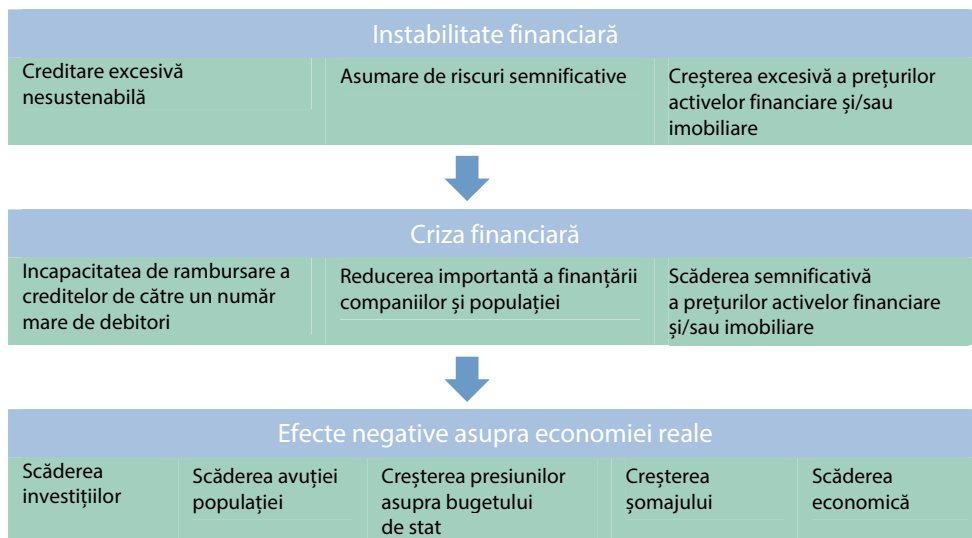 Instabilitate financiară
Creditare excesivă
nesustenabilă
Asumare de riscuri semnificative
Creșterea excesivă a prețurilor
activelor financiare și/sau
imobiliare
Criza financiară
Incapacitatea de rambursare a
creditelor de către un număr
mare de debitori
Reducerea importantă a finanțării
companiilor și populației
Scăderea semnificativă
a prețurilor activelor financiare
și/sau imobiliare
Efecte negative asupra economiei reale
Scăderea
investițiilor
Scăderea avuției
populației
Creșterea presiunilor
asupra bugetului
de stat
Creșterea
șomajului
Scăderea
economică